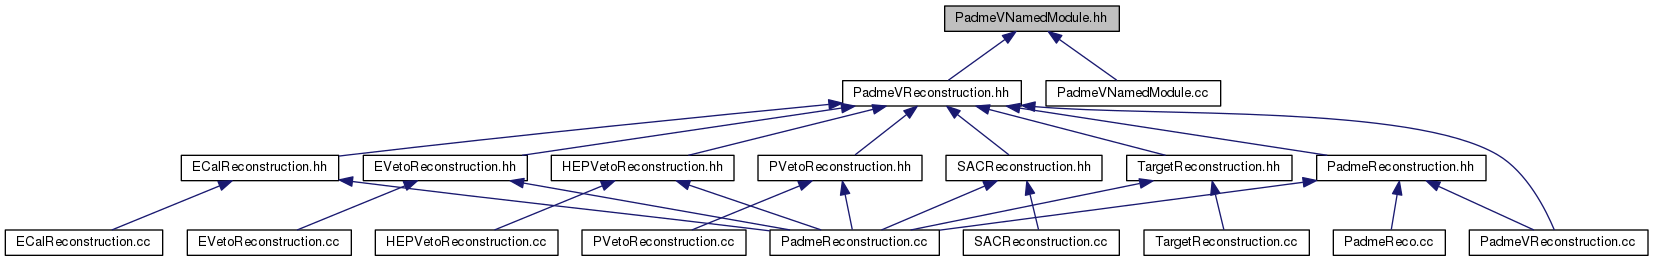 PadmeVNamedModule.hh
PadmeVReconstruction.hh
PadmeVNamedModule.cc
ECalReconstruction.hh
EVetoReconstruction.hh
HEPVetoReconstruction.hh
PVetoReconstruction.hh
SACReconstruction.hh
TargetReconstruction.hh
PadmeReconstruction.hh
ECalReconstruction.cc
EVetoReconstruction.cc
HEPVetoReconstruction.cc
PVetoReconstruction.cc
PadmeReconstruction.cc
SACReconstruction.cc
TargetReconstruction.cc
PadmeReco.cc
PadmeVReconstruction.cc